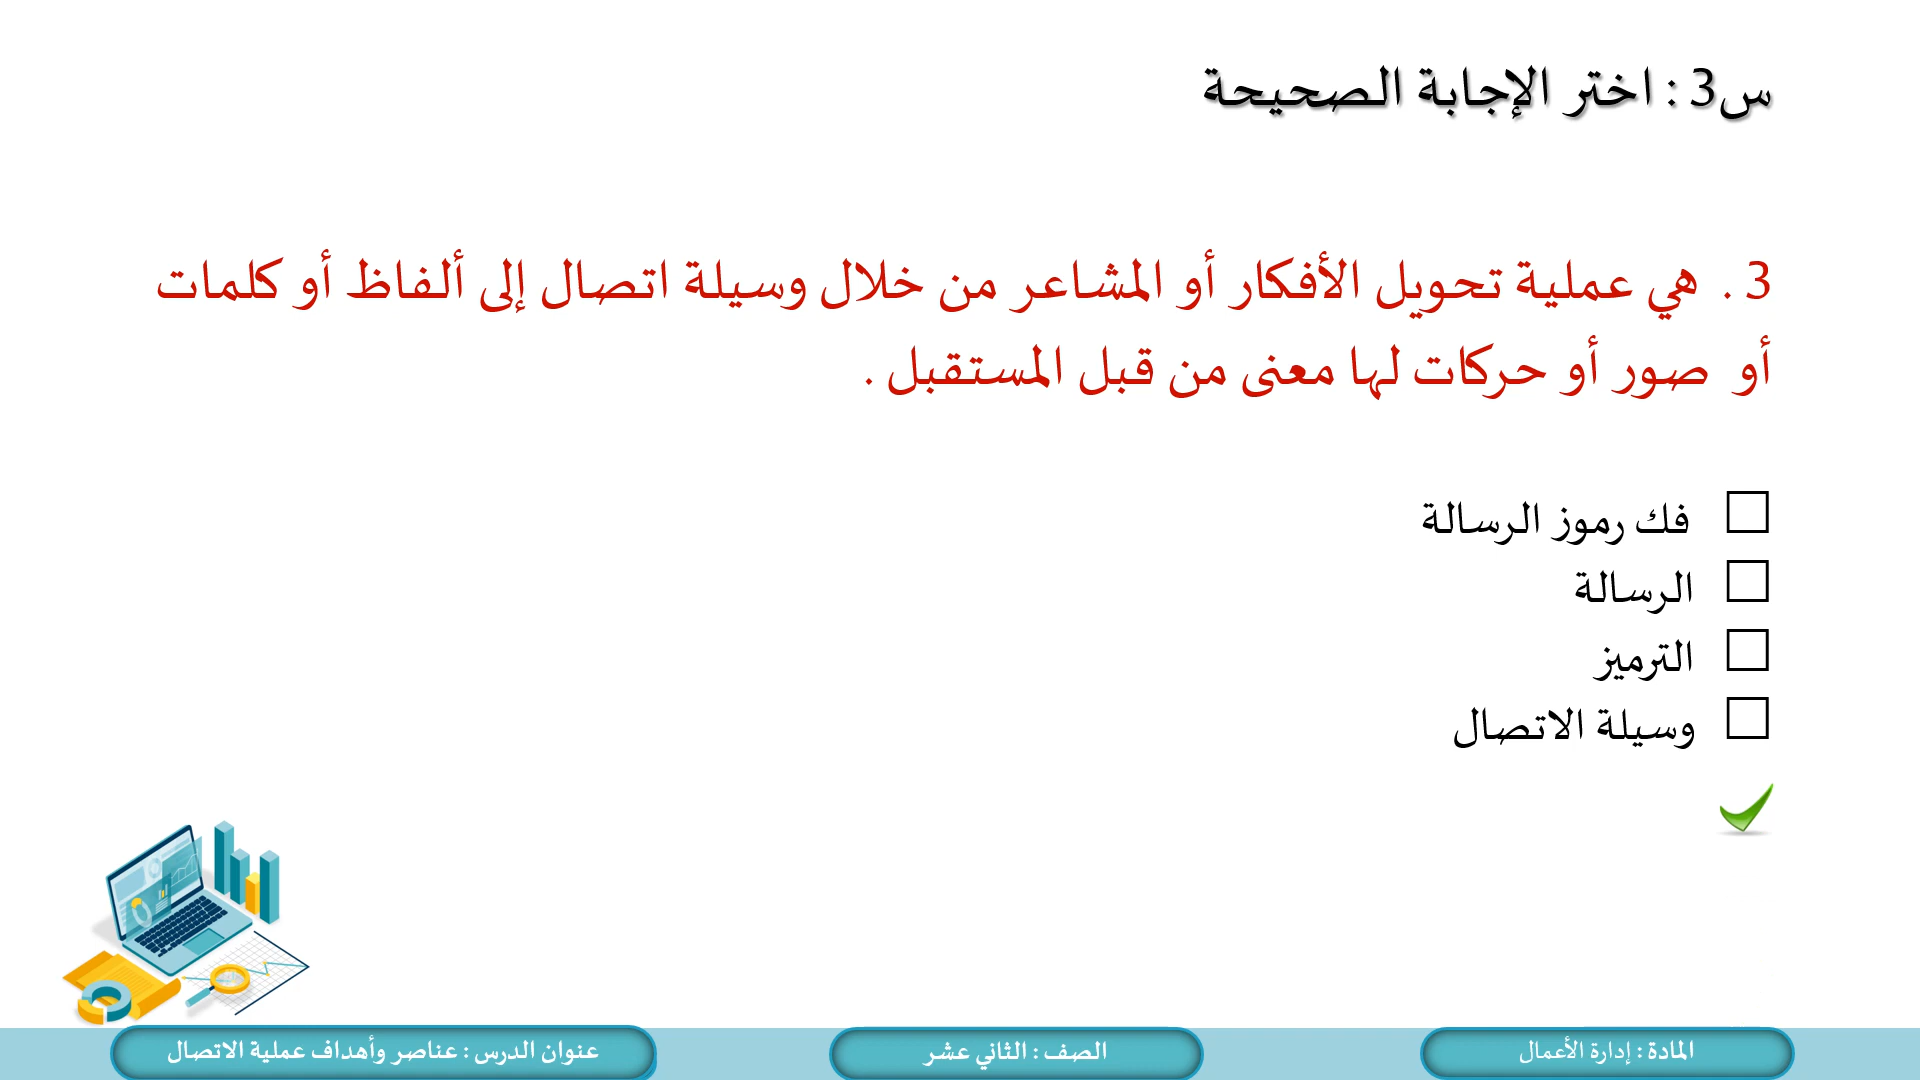 س3 : اختر الإجابة الصحيحة
3 . هي عملية تحويل الأفكار أو المشاعر من خلال وسيلة اتصال إلى ألفاظ أو كلمات
أو صور أو حركات لها معنى من قبل المستقبل .
فك رموز الرسالة
الرسالة
الترميز
وسيلة الاتصال
المادة : إدارة الأعمال
الصف : الثاني عشر
عنوان الدرس : عناصر وأهداف عملية الاتصال